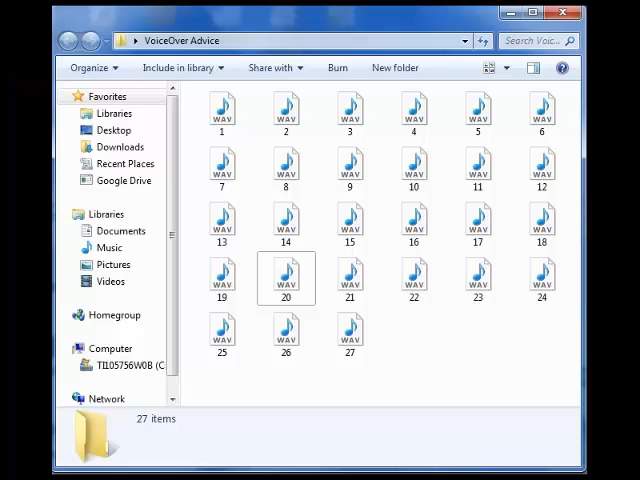 VoiceOver Advice
Search Voic...
Organize
Include in library
Share with
Burn
New folder
Favorites
Libraries
Desktop
Downloads
Recent Places
Google Drive
Libraries
Documents
Music
Pictures
Videos
Homegroup
Computer
TI105756W0B (C
Network
WAV WAV WAV WAV WAV WAV
1 2 3 4 5 6
WAV WAV WAV WAV WAV WAV
7 8 9 10 11 12
WAV WAV WAV WAV WAV WAV
13 14 15 16 17 18
WAV WAV WAV WAV WAV WAV
19 20 21 22 23 24
WAV WAV WAV
25 26 27
27 items